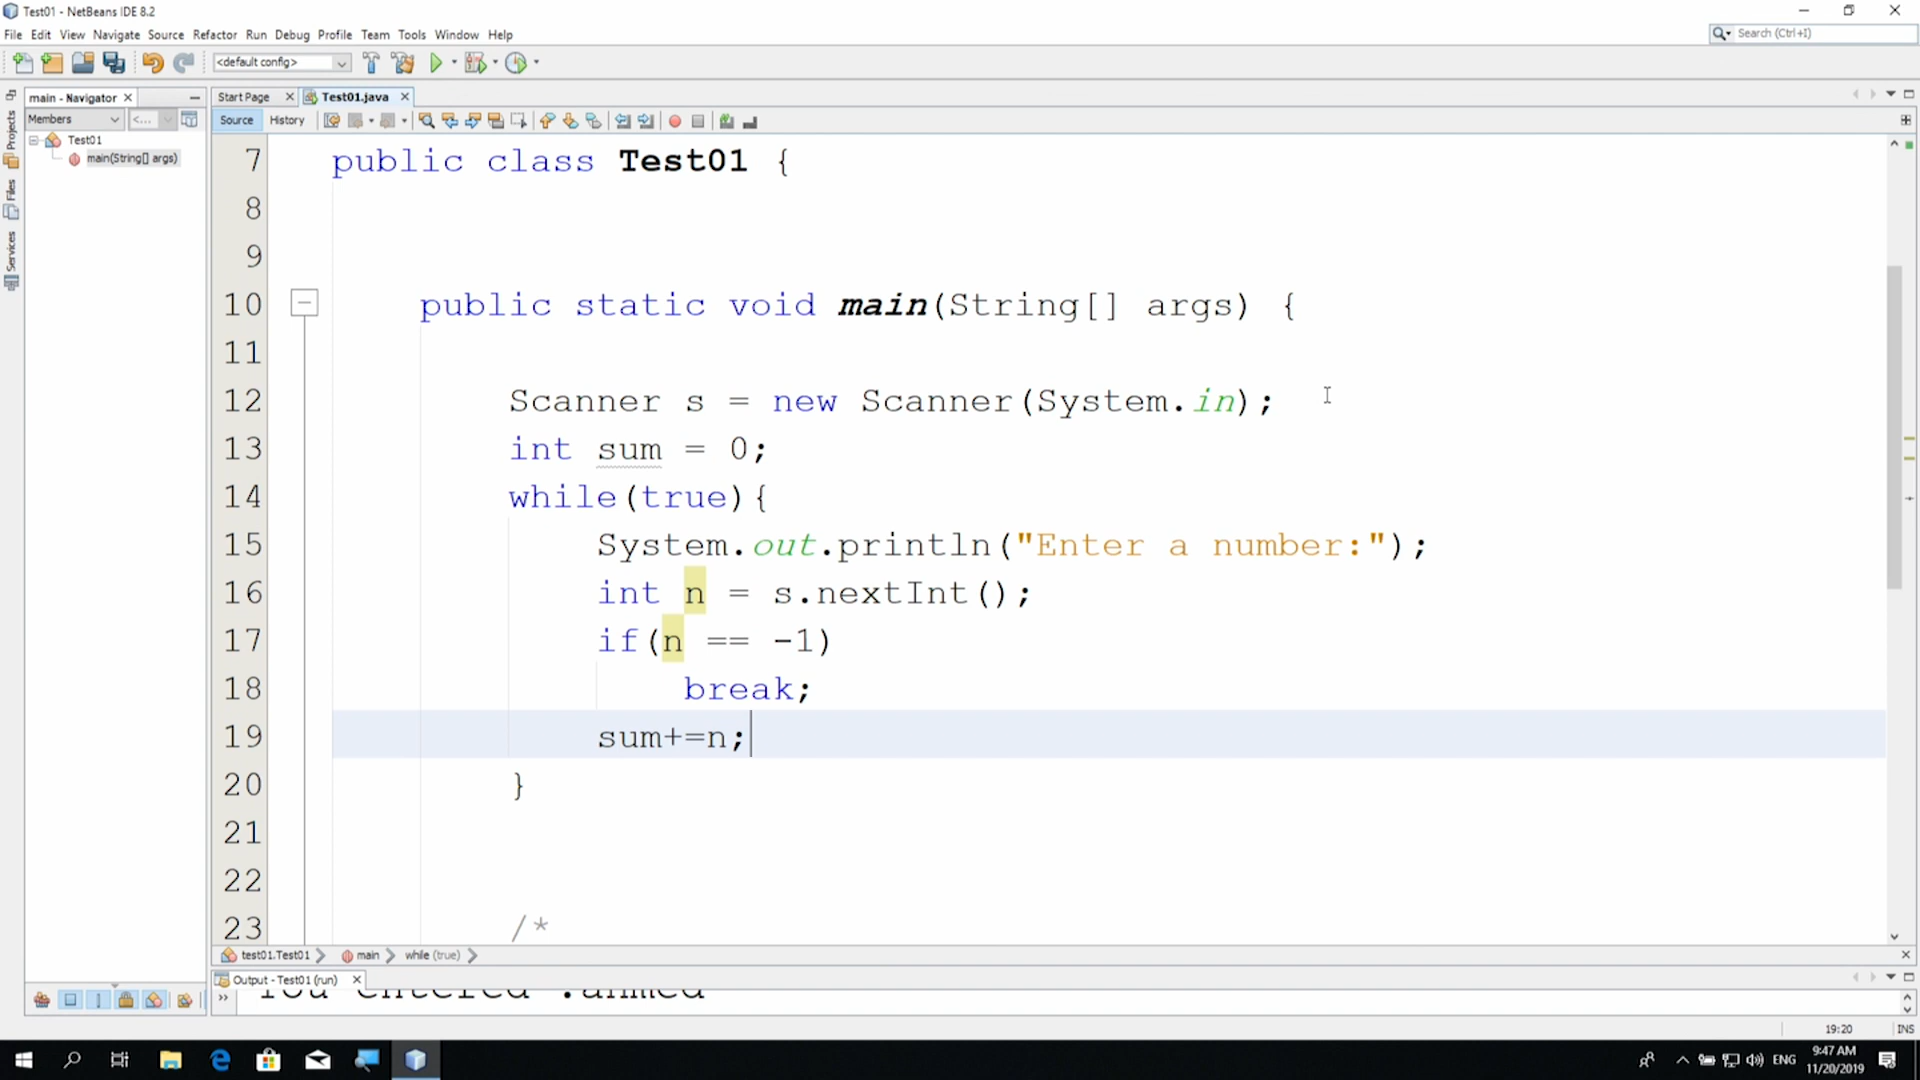 Test01 - NetBeans IDE 8.2
File Edit View Navigate Source Refactor Run Debug Profile Team Tools Window Help
Search (Ctrl+I)
<default config>
main - Navigator
Start Page
Test01.java
Members
<...
Source
History
Projects
Files
Services
Test01
main(String[] args)
7 public class Test01 {
8
9
10 public static void main(String[] args) {
11
12 Scanner s = new Scanner(System.in);
13 int sum = 0;
14 while(true){
15 System.out.println("Enter a number:");
16 int n = s.nextInt();
17 if(n == -1)
18 break;
19 sum+=n;
20 }
21
22
23 /*
test01.Test01 main while (true)
Output - Test01 (run)
You entered :ahmed
19:20 INS
ENG
9:47 AM
11/20/2019